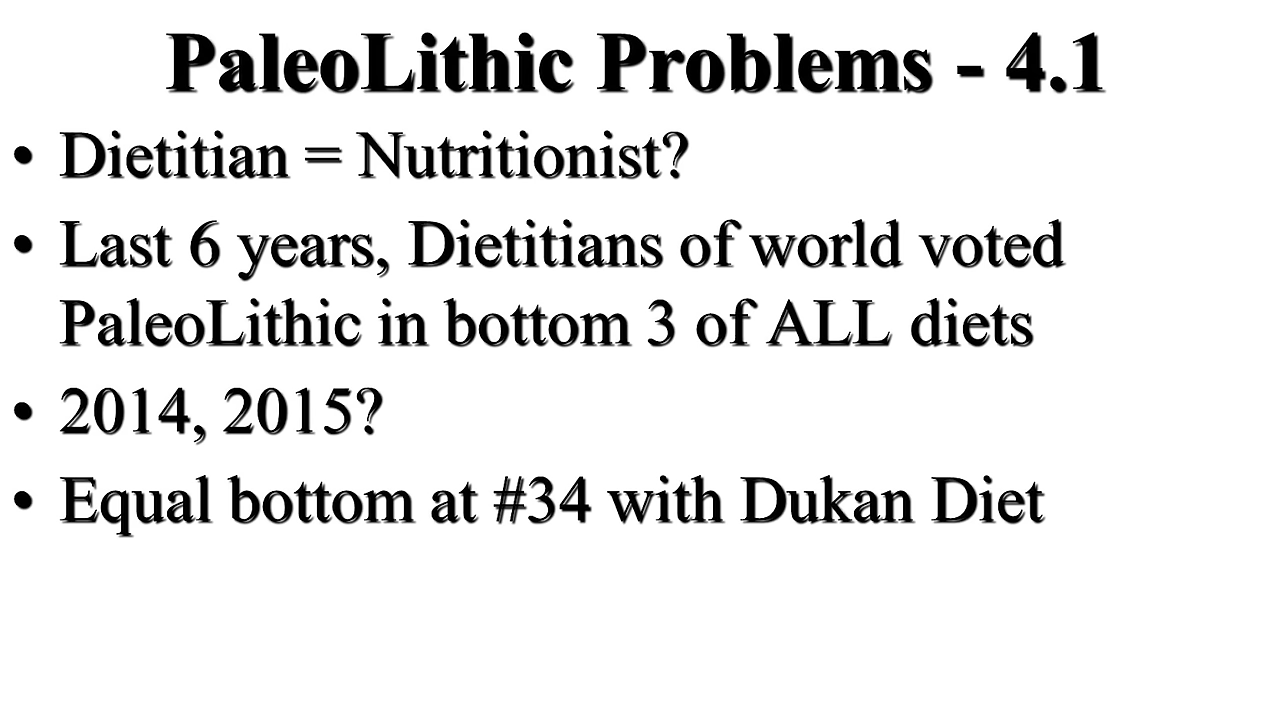 PaleoLithic Problems - 4.1
• Dietitian = Nutritionist?
• Last 6 years, Dietitians of world voted
PaleoLithic in bottom 3 of ALL diets
• 2014, 2015?
• Equal bottom at #34 with Dukan Diet